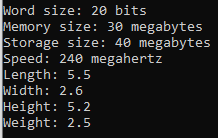 Word size: 20 bits
Memory size: 30 megabytes
Storage size: 40 megabytes
Speed: 240 megahertz
Length: 5.5
Width: 2.6
Height: 5.2
Weight: 2.5